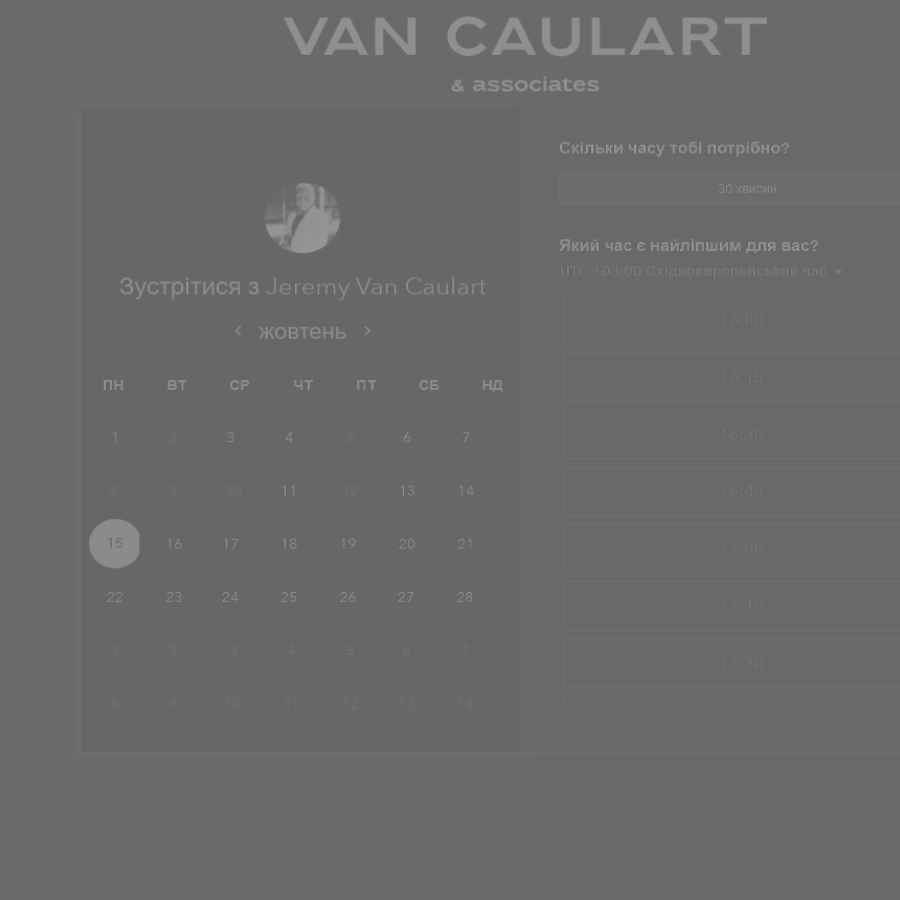 VAN CAULART
& associates
Зустрітися з Jeremy Van Caulart
жовтень
ПН ВТ СР ЧТ ПТ СБ НД
1 2 3 4 5 6 7
8 9 10 11 12 13 14
15 16 17 18 19 20 21
22 23 24 25 26 27 28
1 2 3 4 5 6 7
8 9 10 11 12 13 14
Скільки часу тобі потрібно?
30 хвилин
Який час є найліпшим для вас?
UTC +03:00 Східноєвропейський час
16:00
16:15
16:30
16:45
17:00
17:15
17:30